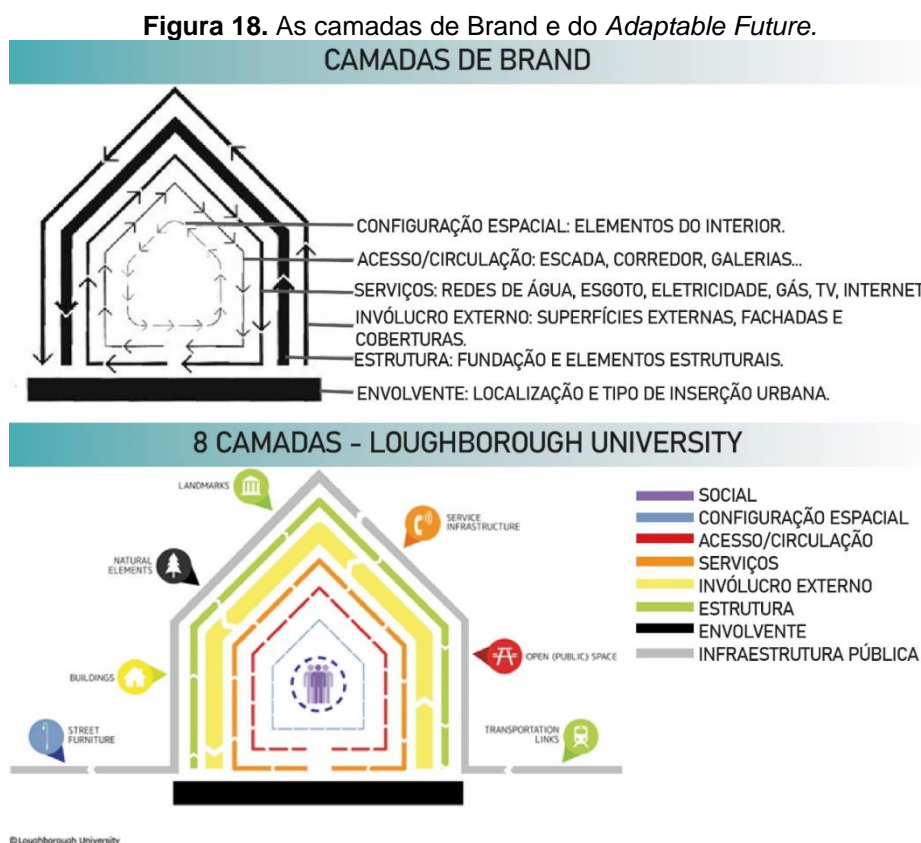 Figura 18. As camadas de Brand e do Adaptable Future.
CAMADAS DE BRAND
CONFIGURAÇÃO ESPACIAL: ELEMENTOS DO INTERIOR.
ACESSO/CIRCULAÇÃO: ESCADA, CORREDOR, GALERIAS...
SERVIÇOS: REDES DE ÁGUA, ESGOTO, ELETRICIDADE, GÁS, TV, INTERNET
INVÓLUCRO EXTERNO: SUPERFÍCIES EXTERNAS, FACHADAS E
COBERTURAS.
ESTRUTURA: FUNDAÇÃO E ELEMENTOS ESTRUTURAIS.
ENVOLVENTE: LOCALIZAÇÃO E TIPO DE INSERÇÃO URBANA.
8 CAMADAS - LOUGHBOROUGH UNIVERSITY
LANDMARKS
SERVICE
INFRASTRUCTURE
NATURAL
ELEMENTS
OPEN (PUBLIC) SPACE
BUILDINGS
STREET
FURNITURE
TRANSPORTATION
LINKS
SOCIAL
CONFIGURAÇÃO ESPACIAL
ACESSO/CIRCULAÇÃO
SERVIÇOS
INVÓLUCRO EXTERNO
ESTRUTURA
ENVOLVENTE
INFRAESTRUTURA PÚBLICA
© Loughborough University